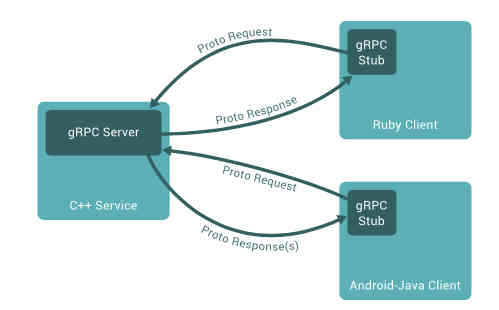 Proto Request
gRPC
Stub
Proto Response
Ruby Client
gRPC Server
C++ Service
Proto Request
gRPC
Stub
Proto Response(s)
Android-Java Client